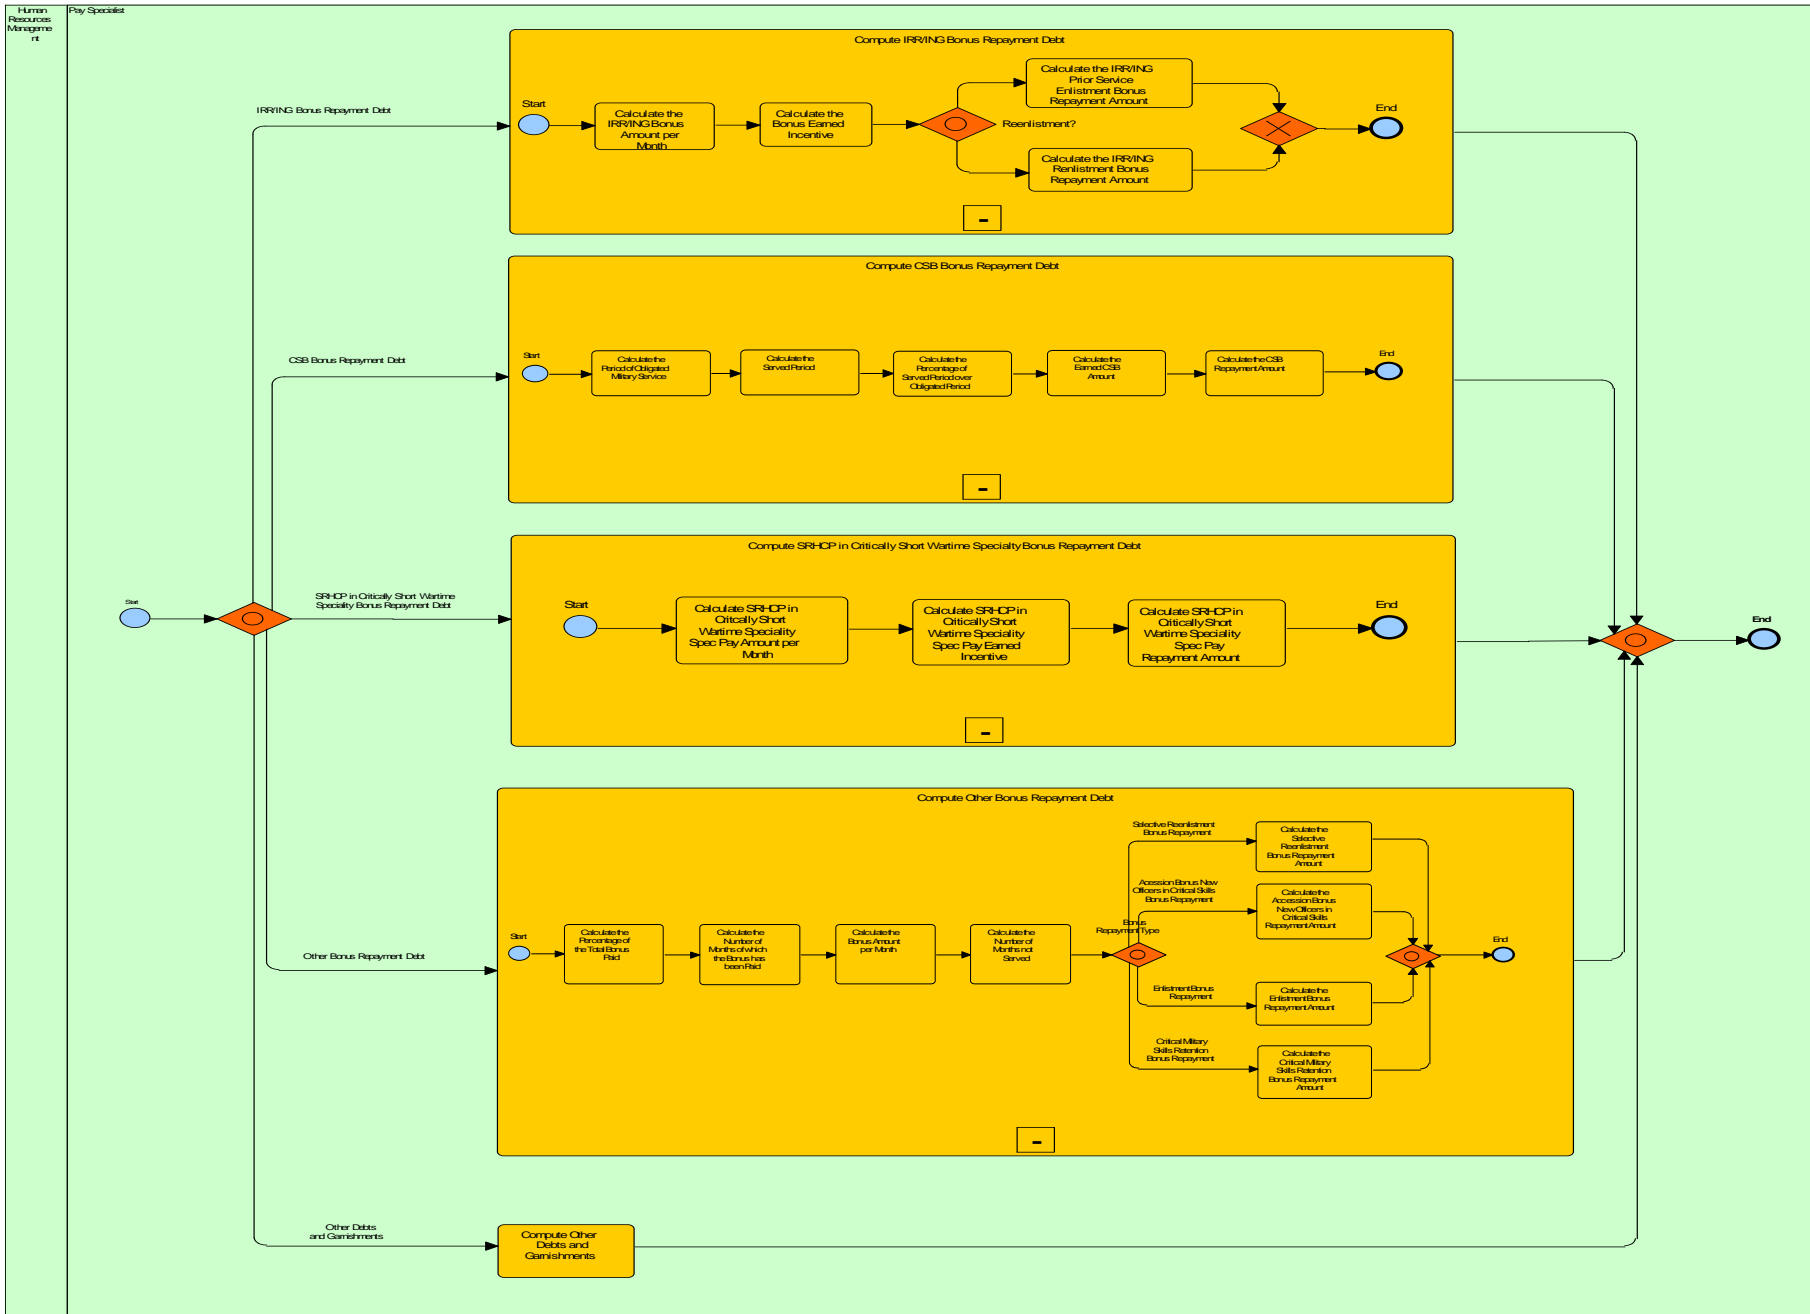 Human
Resources
Manageme
nt
Pay Specialist
Compute IRR/ING Bonus Repayment Debt
IRR/ING Bonus Repayment Debt
Start
Calculate the
IRR/ING Bonus
Amount per
Month
Calculate the
Bonus Earned
Incentive
Reenlistment?
Calculate the IRR/ING
Prior Service
Enlistment Bonus
Repayment Amount
Calculate the IRR/ING
Renlistment Bonus
Repayment Amount
End
-
Compute CSB Bonus Repayment Debt
CSB Bonus Repayment Debt
Start
Calculate the
Period of Obligated
Military Service
Calculate the
Served Period
Calculate the
Percentage of
Served Period over
Obligated Period
Calculate the
Earned CSB
Amount
Calculate the CSB
Repayment Amount
End
-
Compute SRHCP in Critically Short Wartime Specialty Bonus Repayment Debt
Start
SRHCP in Critically Short Wartime
Speciality Bonus Repayment Debt
Start
Calculate SRHCP in
Critcally Short
Wartime Speciality
Spec Pay Amount per
Month
Calculate SRHCP in
Critically Short
Wartime Speciality
Spec Pay Earned
Incentive
Calculate SRHCP in
Critically Short
Wartime Speciality
Spec Pay
Repayment Amount
End
End
-
Compute Other Bonus Repayment Debt
Other Bonus Repayment Debt
Start
Calculate the
Percentage of
the Total Bonus
Paid
Calculate the
Number of
Months of which
the Bonus has
been Paid
Calculate the
Bonus Amount
per Month
Calculate the
Number of
Months not
Served
Bonus
Repayment Type
Selective Reenlistment
Bonus Repayment
Calculate the
Selective
Reenlistment
Bonus Repayment
Amount
Acession Bonus New
Officers in Critical Skills
Bonus Repayment
Calculate the
Accession Bonus
New Officers in
Critical Skills
Repayment Amount
Enlistment Bonus
Repayment
Calculate the
Enlistment Bonus
Repayment Amount
Critical Military
Skills Retention
Bonus Repayment
Calculate the
Critical Military
Skills Retention
Bonus Repayment
Amount
End
-
Other Debts
and Garnishments
Compute Other
Debts and
Garnishments